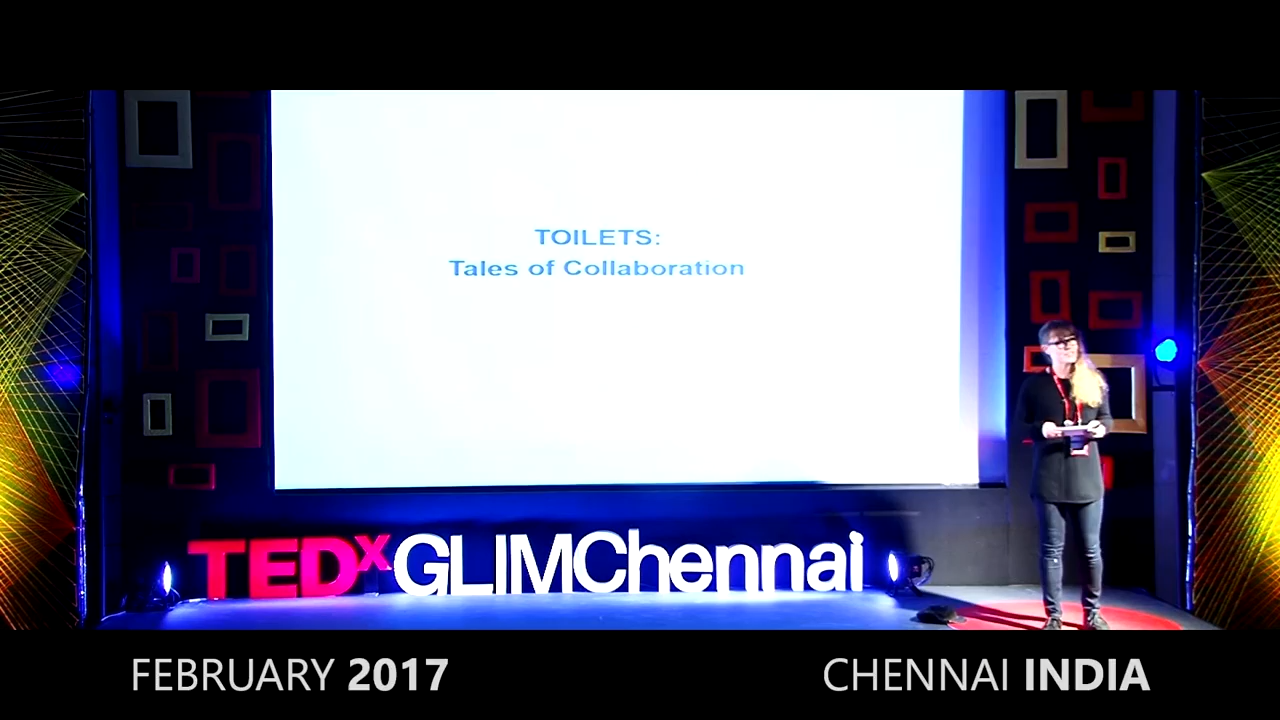 TOILETS:
Tales of Collaboration
TEDxGLIMChennai
FEBRUARY 2017
CHENNAI INDIA